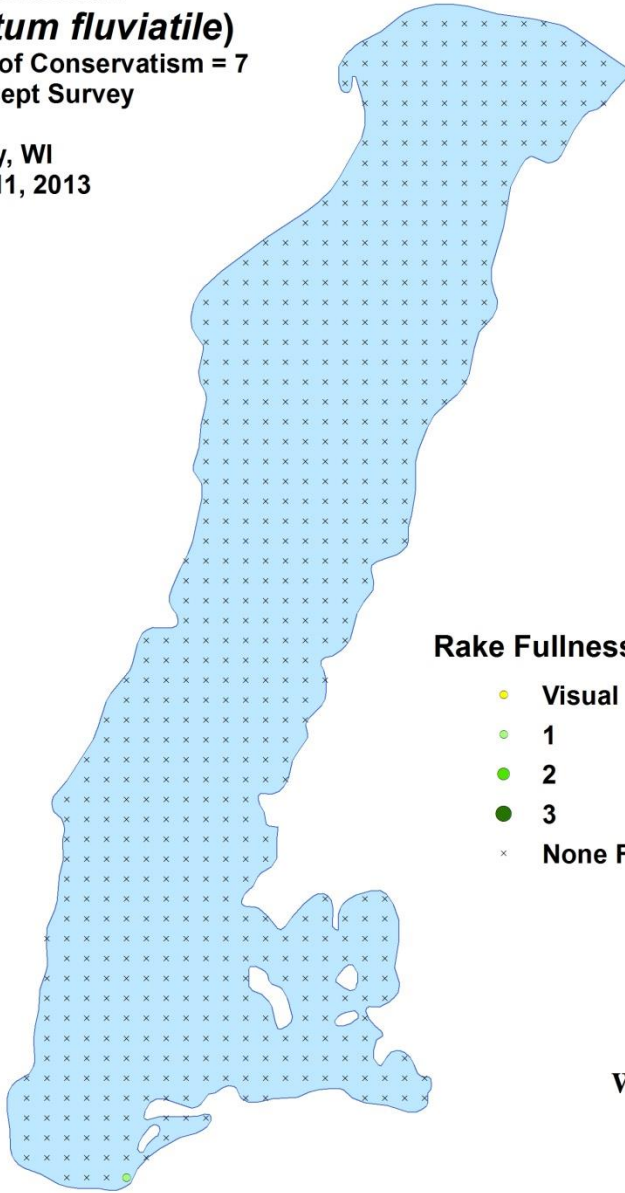 tum fluviatile)
of Conservatism = 7
ept Survey
y, WI
11, 2013
Rake Fullness
Visual
1
2
3
None F